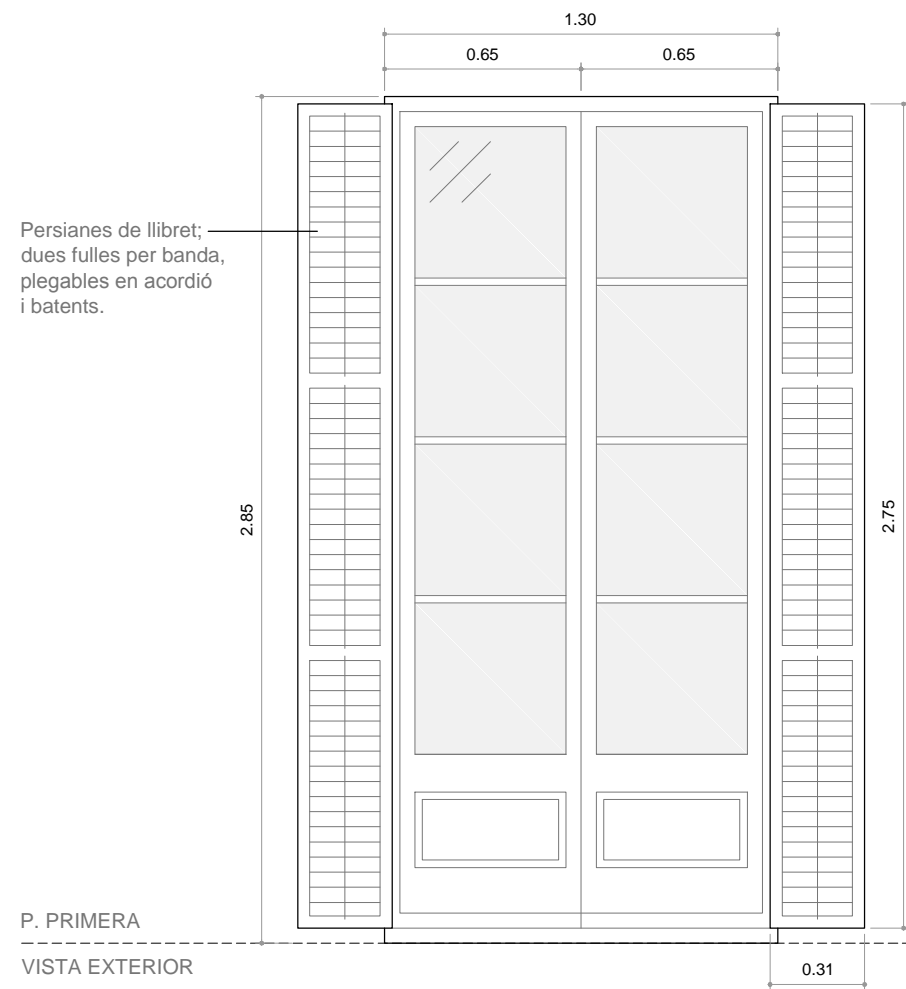 1.30
0.65 0.65
Persianes de llibret;
dues fulles per banda,
plegables en acordió
i batents.
2.85
2.75
P. PRIMERA
VISTA EXTERIOR
0.31